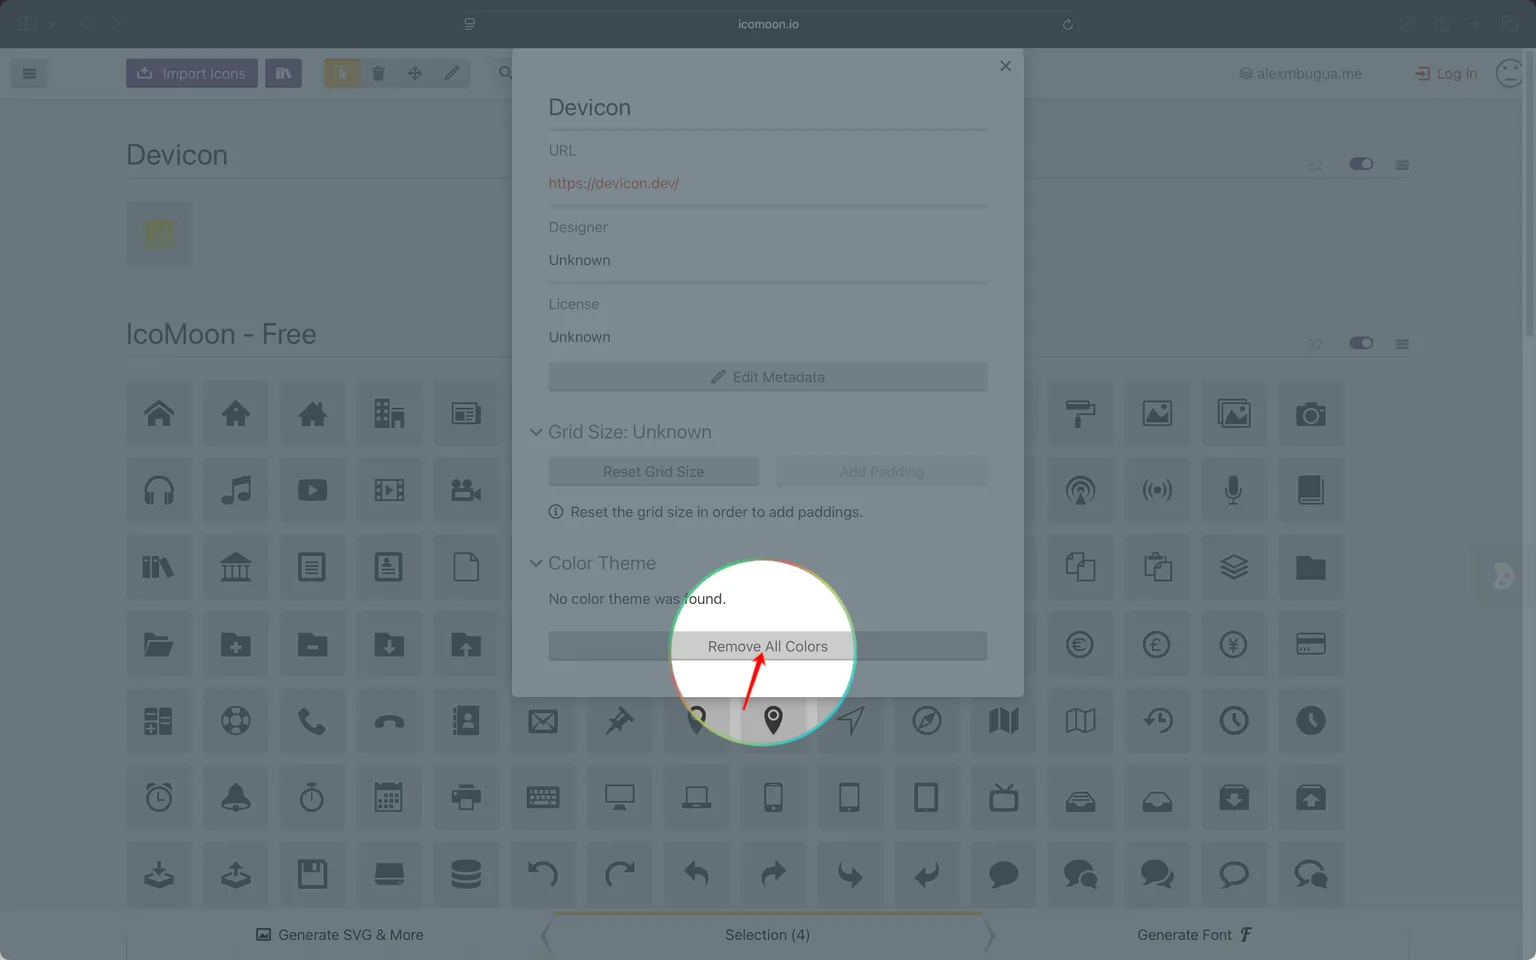 icomoon.io
Import Icons
alexmbugua.me
Log In
Devicon
URL
https://devicon.dev/
Designer
Unknown
License
Unknown
Edit Metadata
Grid Size: Unknown
Reset Grid Size
Add Padding
Reset the grid size in order to add paddings.
Color Theme
No color theme was found.
Remove All Colors
Devicon
32
IcoMoon - Free
32
Generate SVG & More
Selection (4)
Generate Font